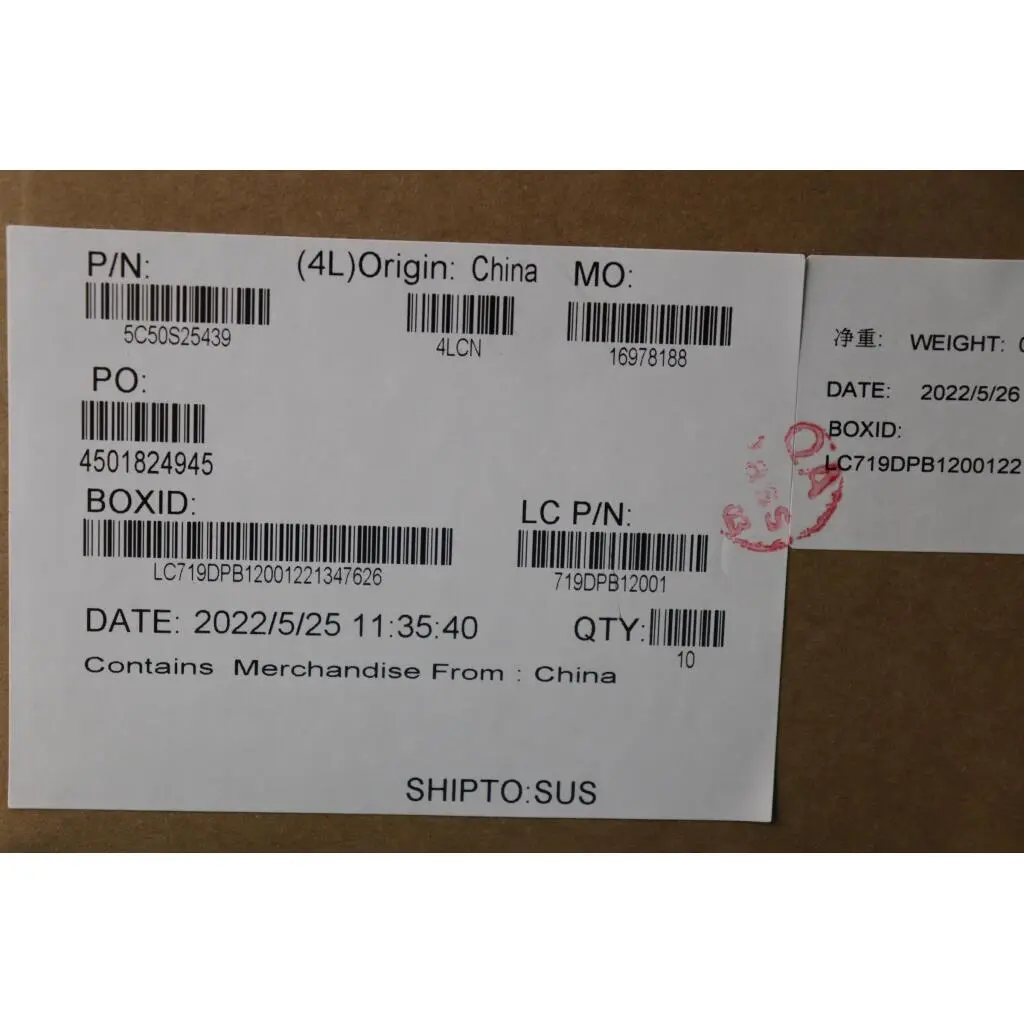 P/N: (4L)Origin: China MO:
5C50S25439 4LCN 16978188
PO:
4501824945
BOXID: LC P/N:
LC719DPB12001221347626 719DPB12001
DATE: 2022/5/25 11:35:40 QTY:
10
Contains Merchandise From : China
SHIPTO:SUS
净重: WEIGHT:
DATE: 2022/5/26
BOXID:
LC719DPB1200122
Q.A